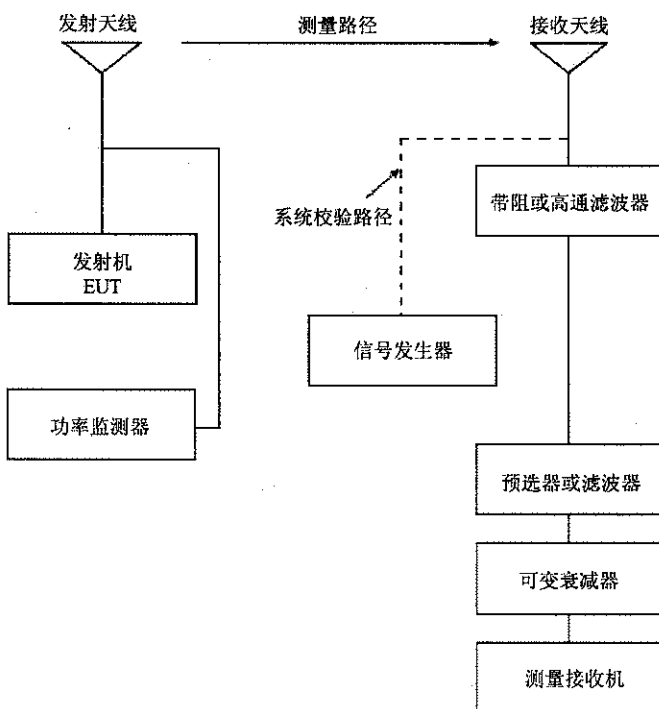 发射天线
测量路径
接收天线
带阻或高通滤波器
系统校验路径
发射机
EUT
信号发生器
功率监测器
预选器或滤波器
可变衰减器
测量接收机